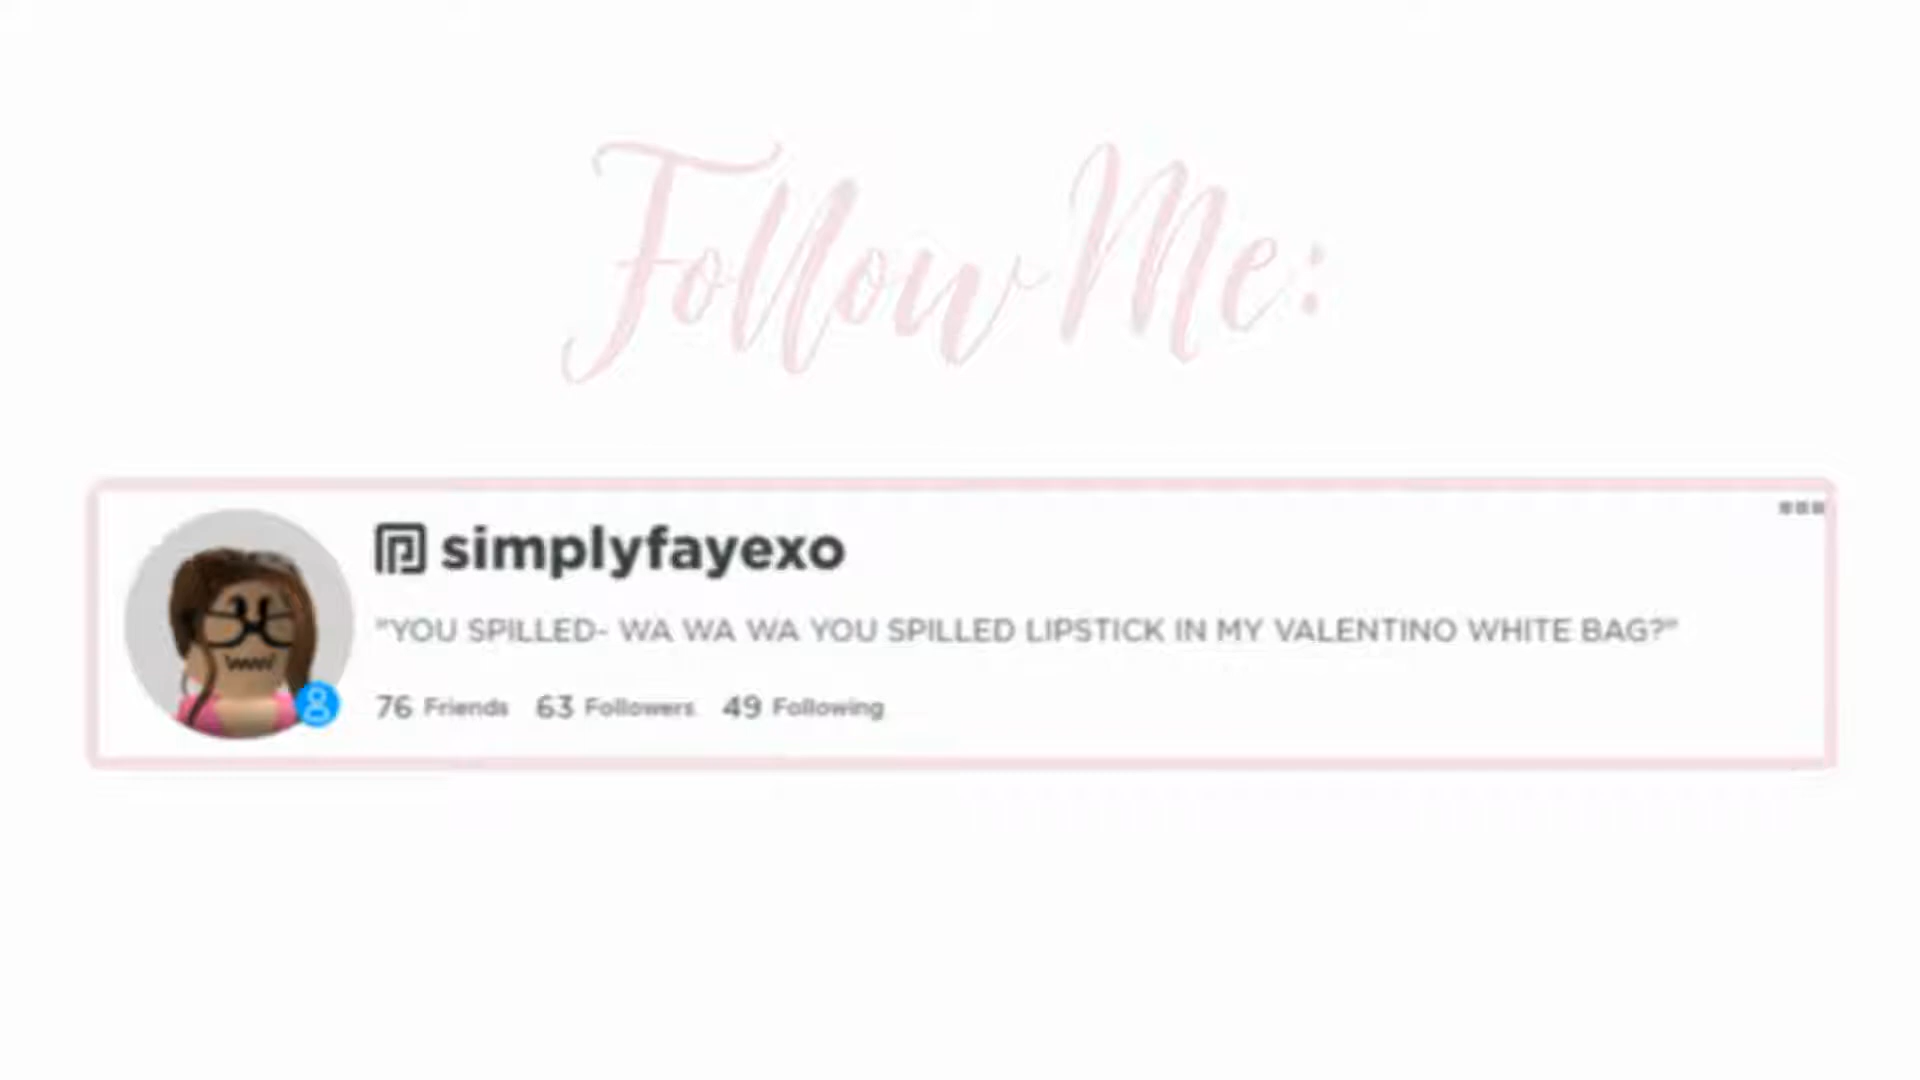 Follow Me:
simplyfayexo
"YOU SPILLED- WA WA WA YOU SPILLED LIPSTICK IN MY VALENTINO WHITE BAG?"
76 Friends 63 Followers 49 Following